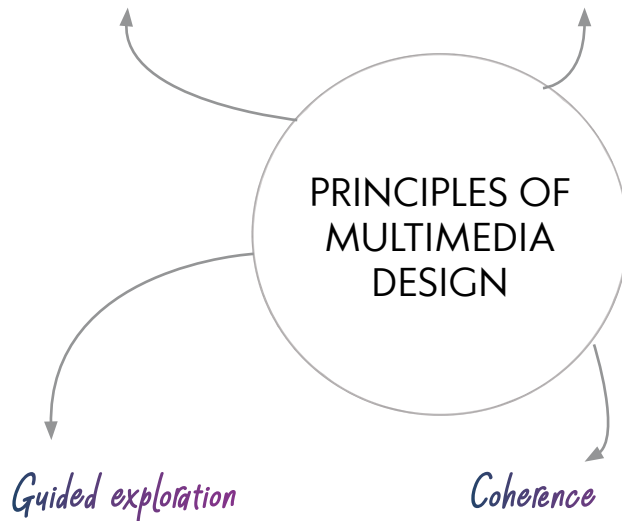 PRINCIPLES OF
MULTIMEDIA
DESIGN
Guided exploration
Coherence